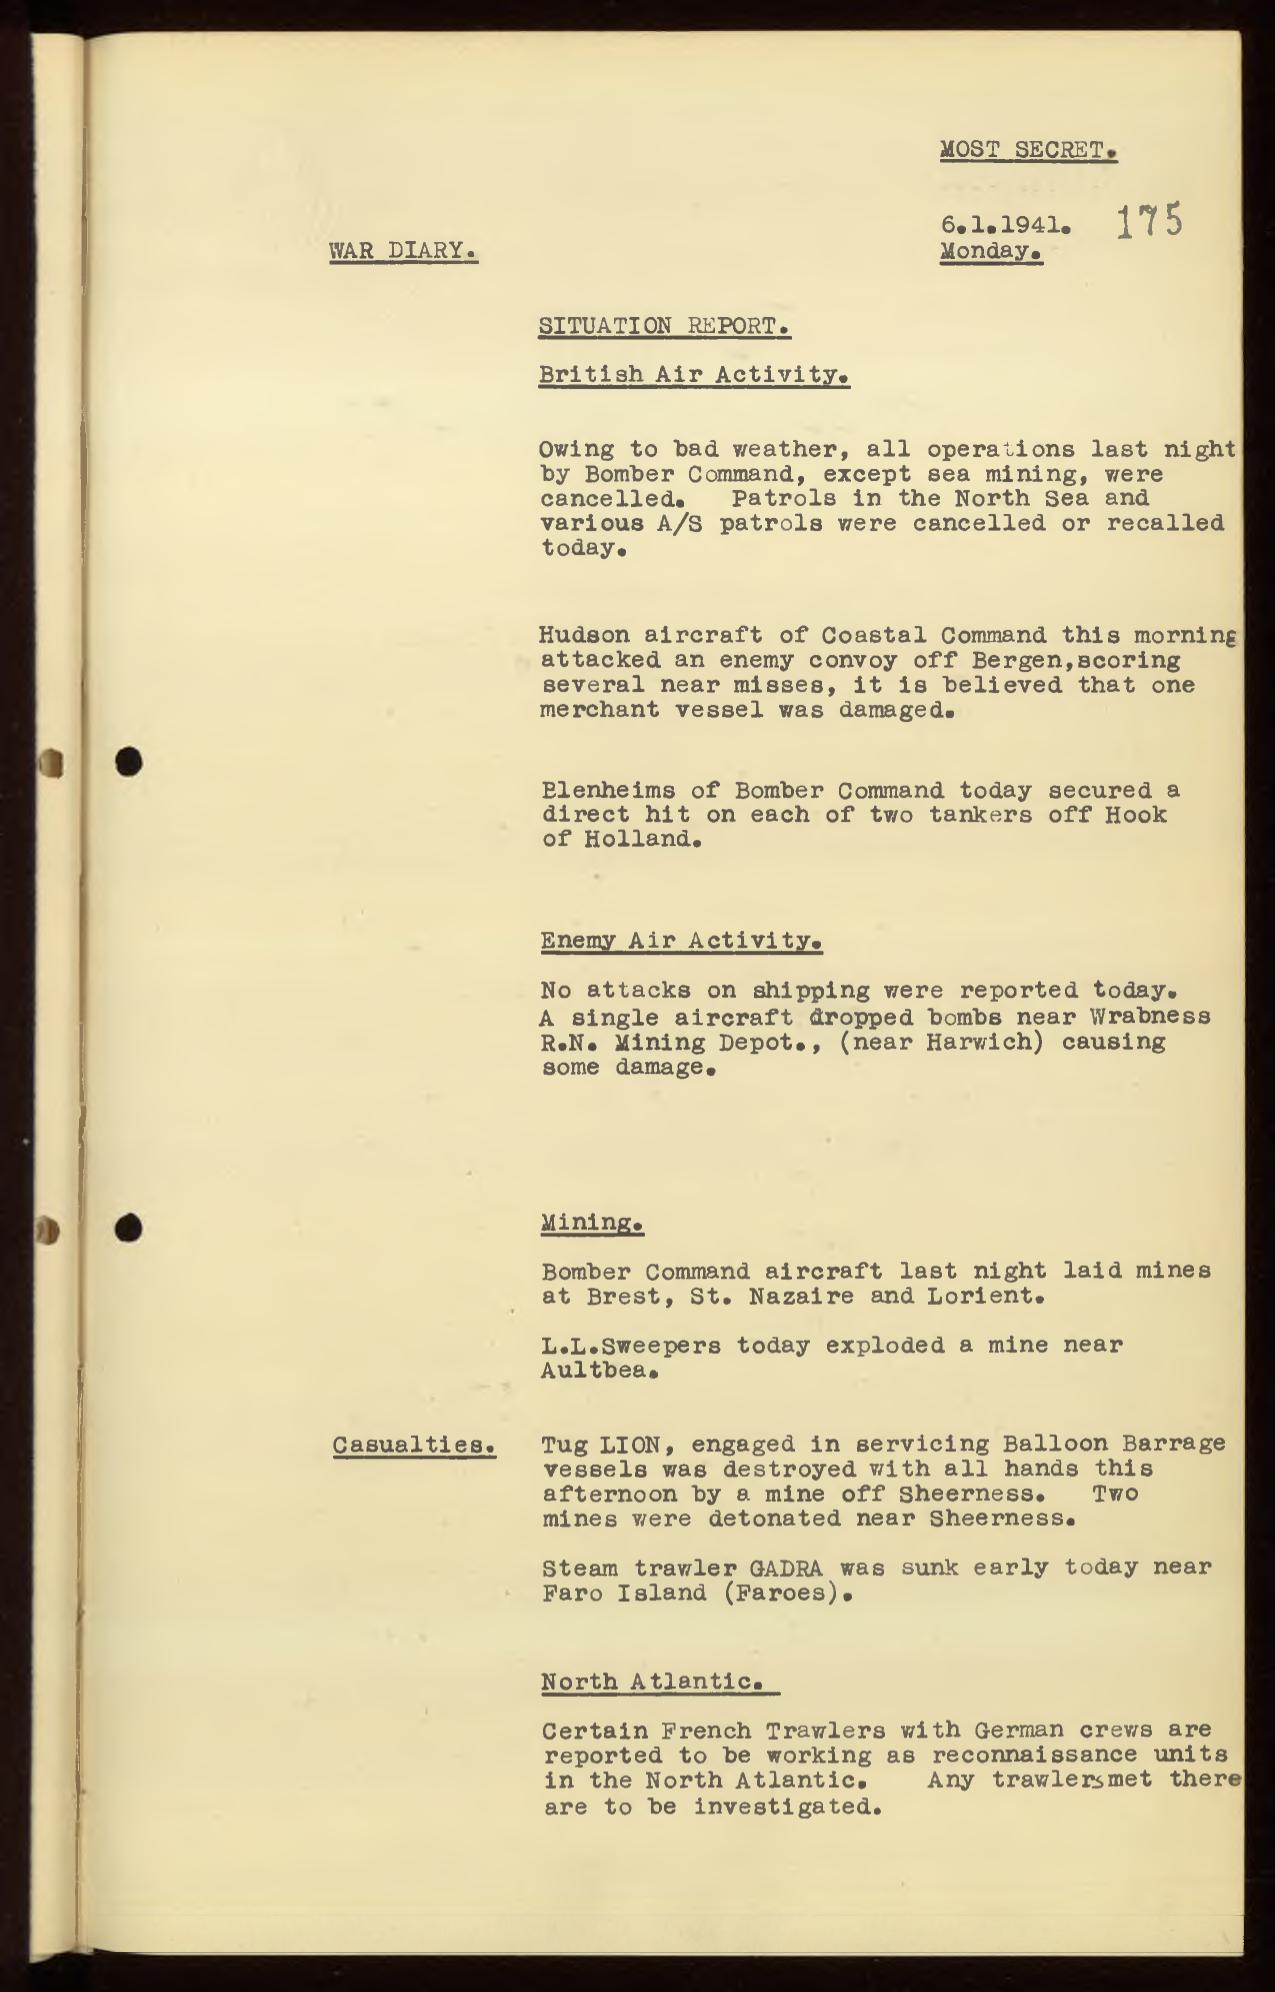 MOST SECRET.
6.1.1941. 175
WAR DIARY. Monday.
SITUATION REPORT.
British Air Activity.
Owing to bad weather, all operations last night
by Bomber Command, except sea mining, were
cancelled. Patrols in the North Sea and
various A/S patrols were cancelled or recalled
today.
Hudson aircraft of Coastal Command this morning
attacked an enemy convoy off Bergen,scoring
several near misses, it is believed that one
merchant vessel was damaged.
Blenheims of Bomber Command today secured a
direct hit on each of two tankers off Hook
of Holland.
Enemy Air Activity.
No attacks on shipping were reported today.
A single aircraft dropped bombs near Wrabness
R.N. Mining Depot., (near Harwich) causing
some damage.
Mining.
Bomber Command aircraft last night laid mines
at Brest, St. Nazaire and Lorient.
L.L.Sweepers today exploded a mine near
Aultbea.
Casualties. Tug LION, engaged in servicing Balloon Barrage
vessels was destroyed with all hands this
afternoon by a mine off Sheerness. Two
mines were detonated near Sheerness.
Steam trawler GADRA was sunk early today near
Faro Island (Faroes).
North Atlantic.
Certain French Trawlers with German crews are
reported to be working as reconnaissance units
in the North Atlantic. Any trawlers met there
are to be investigated.